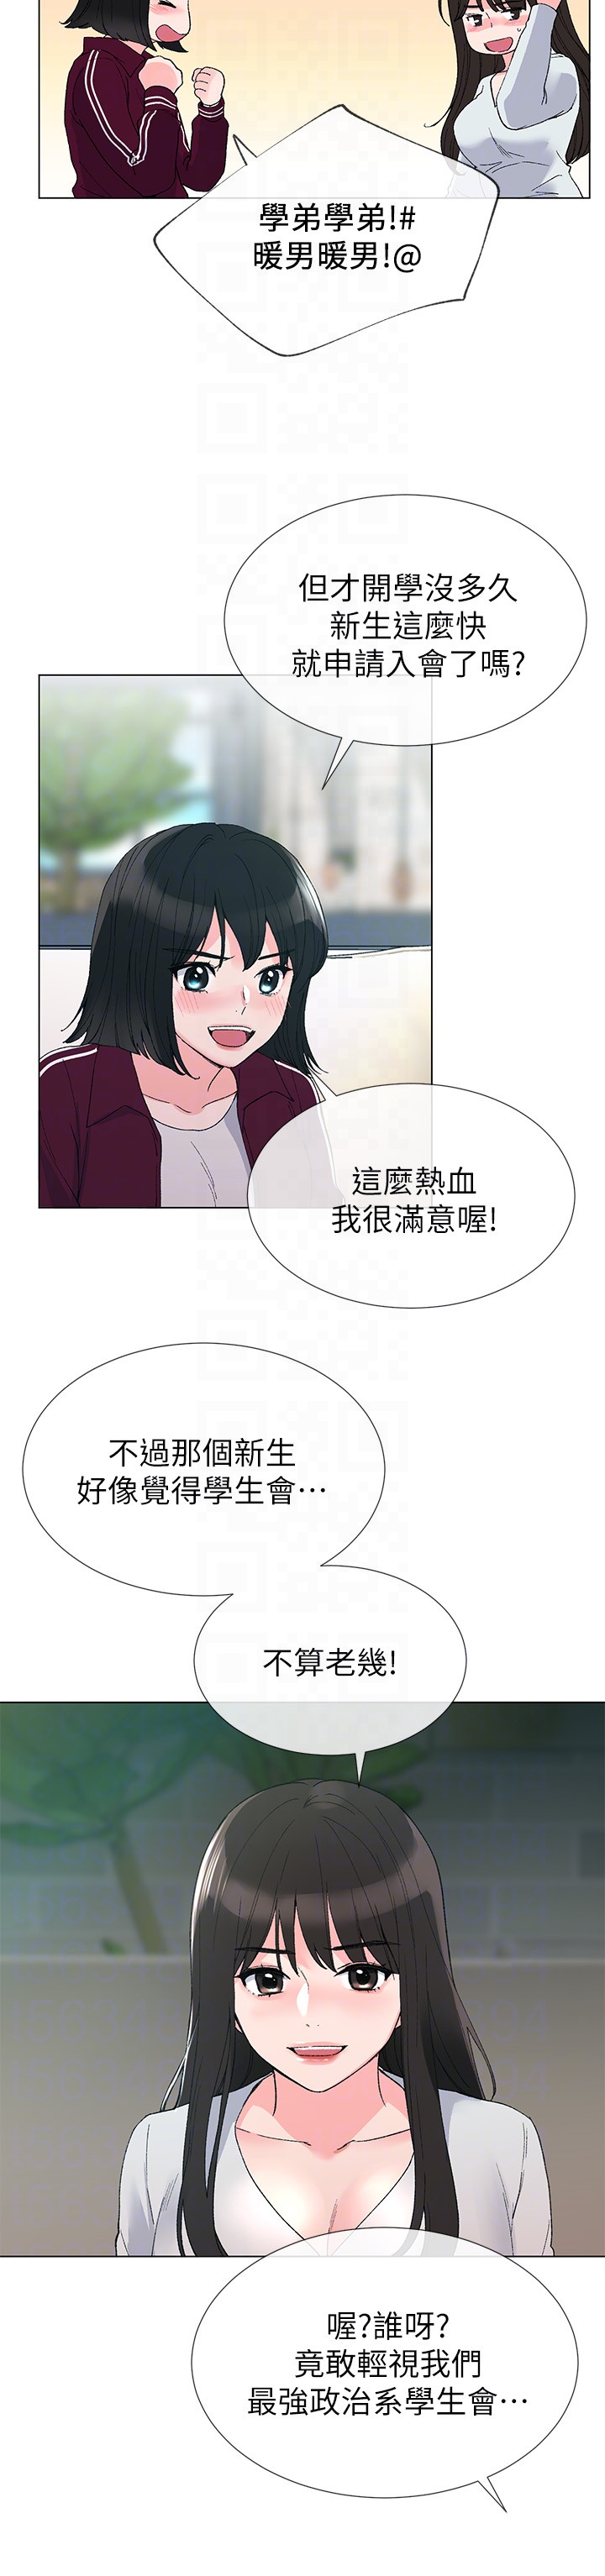 學弟學弟!#
暖男暖男!@
但才開學沒多久
新生這麼快
就申請入會了嗎?
這麼熱血
我很滿意喔!
不過那個新生
好像覺得學生會⋯
不算老幾!
喔?誰呀?
竟敢輕視我們
最強政治系學生會⋯